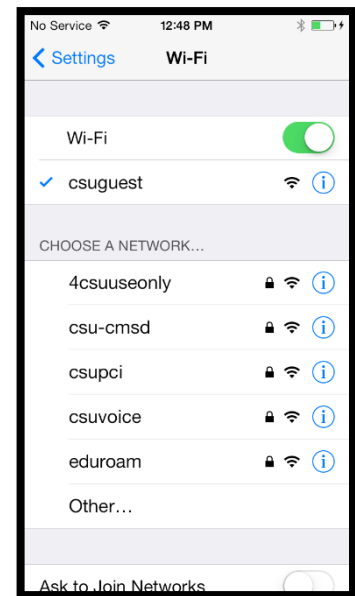 No Service 12:48 PM
Settings Wi-Fi
Wi-Fi
csuguest
CHOOSE A NETWORK...
4csuuseonly
csu-cmsd
csupci
csuvoice
eduroam
Other...
Ask to Join Networks